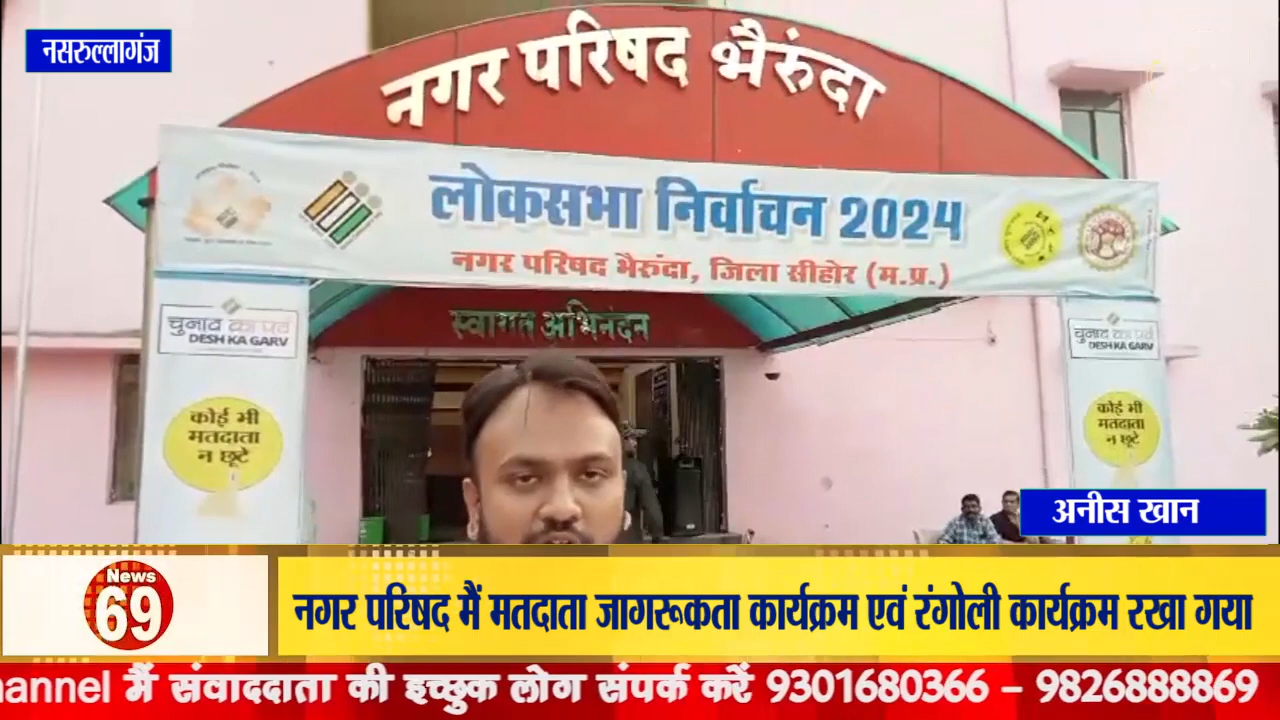 नसरुल्लागंज
नगर परिषद भैरुंदा
लोकसभा निर्वाचन 2024
नगर परिषद भैरुंदा, जिला सीहोर (म.प्र.)
स्वागत अभिनंदन
चुनाव का पर्व
DESH KA GARV
चुनाव का पर्व
DESH KA GARV
कोई भी
मतदाता
न छूटे
कोई भी
मतदाता
न छूटे
अनीस खान
News
69
नगर परिषद मैं मतदाता जागरूकता कार्यक्रम एवं रंगोली कार्यक्रम रखा गया
hannel मैं संवाददाता की इच्छुक लोग संपर्क करें 9301680366 – 9826888869